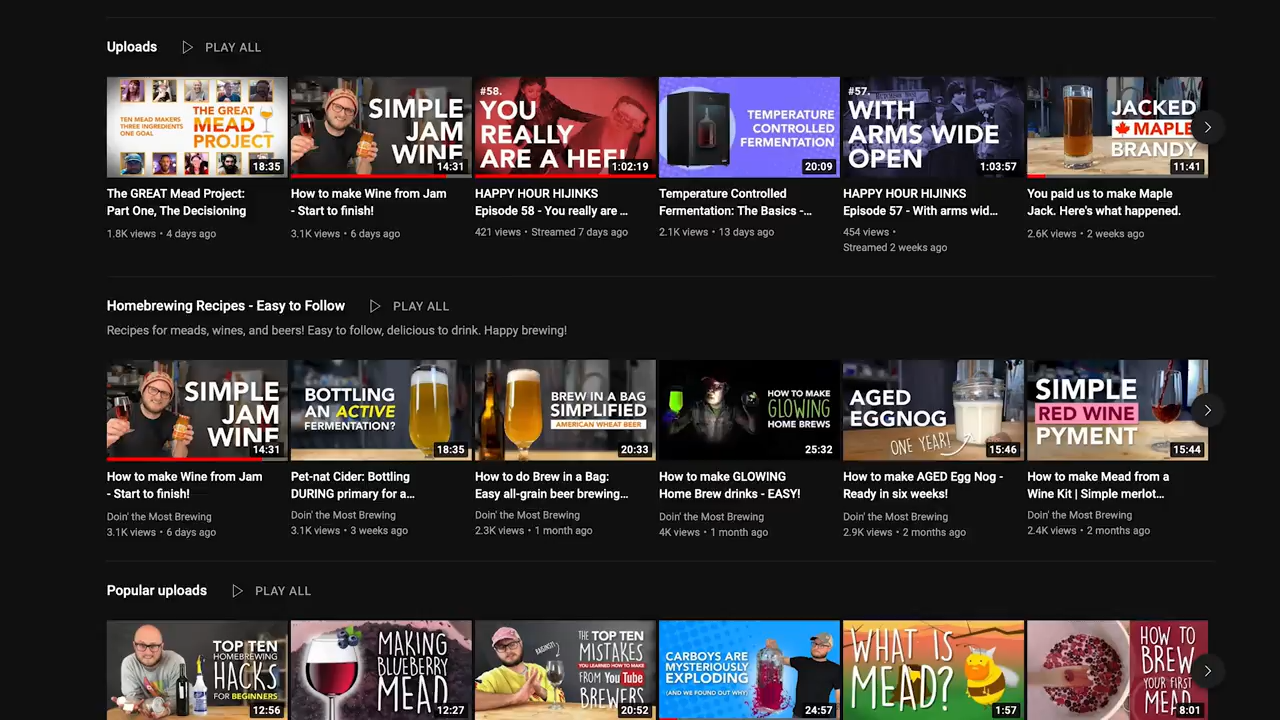 Uploads PLAY ALL
TEN MEAD MAKERS
THREE INGREDIENTS
ONE GOAL
THE GREAT
MEAD
PROJECT
18:35
SIMPLE
JAM
WINE
14:31
#58.
YOU
REALLY
ARE A HEE!
1:02:19
TEMPERATURE
CONTROLLED
FERMENTATION
20:09
#57.
WITH
ARMS WIDE
OPEN
1:03:57
JACKED
MAPLE
BRANDY
11:41
The GREAT Mead Project:
Part One, The Decisioning
1.8K views • 4 days ago
How to make Wine from Jam
- Start to finish!
3.1K views • 6 days ago
HAPPY HOUR HIJINKS
Episode 58 - You really are ...
421 views • Streamed 7 days ago
Temperature Controlled
Fermentation: The Basics -...
2.1K views • 13 days ago
HAPPY HOUR HIJINKS
Episode 57 - With arms wid...
454 views •
Streamed 2 weeks ago
You paid us to make Maple
Jack. Here's what happened.
2.6K views • 2 weeks ago
Homebrewing Recipes - Easy to Follow PLAY ALL
Recipes for meads, wines, and beers! Easy to follow, delicious to drink. Happy brewing!
SIMPLE
JAM
WINE
14:31
BOTTLING
AN ACTIVE
FERMENTATION?
18:35
BREW IN A BAG
SIMPLIFIED
AMERICAN WHEAT BEER
20:33
HOW TO MAKE
GLOWING
HOME BREWS
25:32
AGED
EGGNOG
ONE YEAR!
15:46
SIMPLE
RED WINE
PYMENT
15:44
How to make Wine from Jam
- Start to finish!
Doin' the Most Brewing
3.1K views • 6 days ago
Pet-nat Cider: Bottling
DURING primary for a...
Doin' the Most Brewing
3.1K views • 3 weeks ago
How to do Brew in a Bag:
Easy all-grain beer brewing...
Doin' the Most Brewing
2.3K views • 1 month ago
How to make GLOWING
Home Brew drinks - EASY!
Doin' the Most Brewing
4K views • 1 month ago
How to make AGED Egg Nog -
Ready in six weeks!
Doin' the Most Brewing
2.9K views • 2 months ago
How to make Mead from a
Wine Kit | Simple merlot...
Doin' the Most Brewing
2.4K views • 2 months ago
Popular uploads PLAY ALL
TOP TEN
HOMEBREWING
HACKS
FOR BEGINNERS
12:56
MAKING
BLUEBERRY
MEAD
12:27
RAGING!
THE TOP TEN
MISTAKES
YOU LEARNED HOW TO MAKE
FROM YouTube
BREWERS
20:52
CARBOYS ARE
MYSTERIOUSLY
EXPLODING
(AND WE FOUND OUT WHY)
24:57
WHAT IS
MEAD?
1:57
HOW TO
BREW
YOUR FIRST
MEAD
8:01